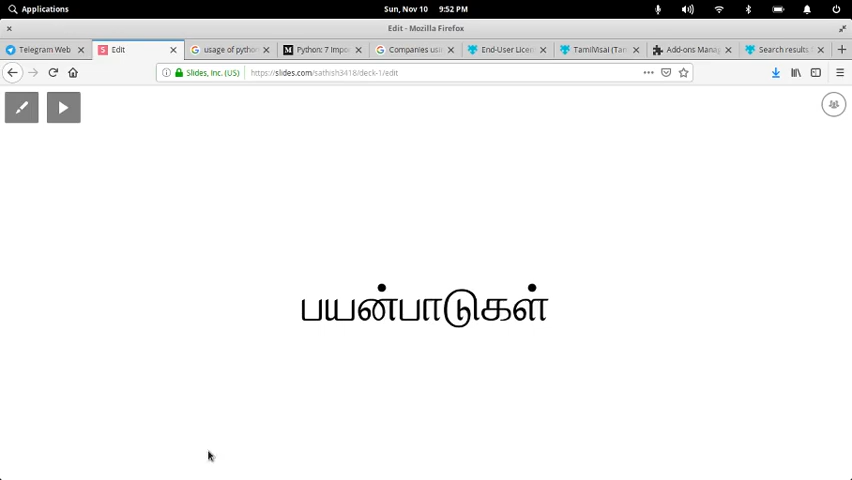 Applications
Sun, Nov 10 9:52 PM
Edit - Mozilla Firefox
Telegram Web
Edit
usage of python
Python: 7 Impo
Companies usi
End-User Licen
TamilVisai (Tan
Add-ons Manag
Search results
Slides, Inc. (US)
https://slides.com/sathish3418/deck-1/edit
பயன்பாடுகள்